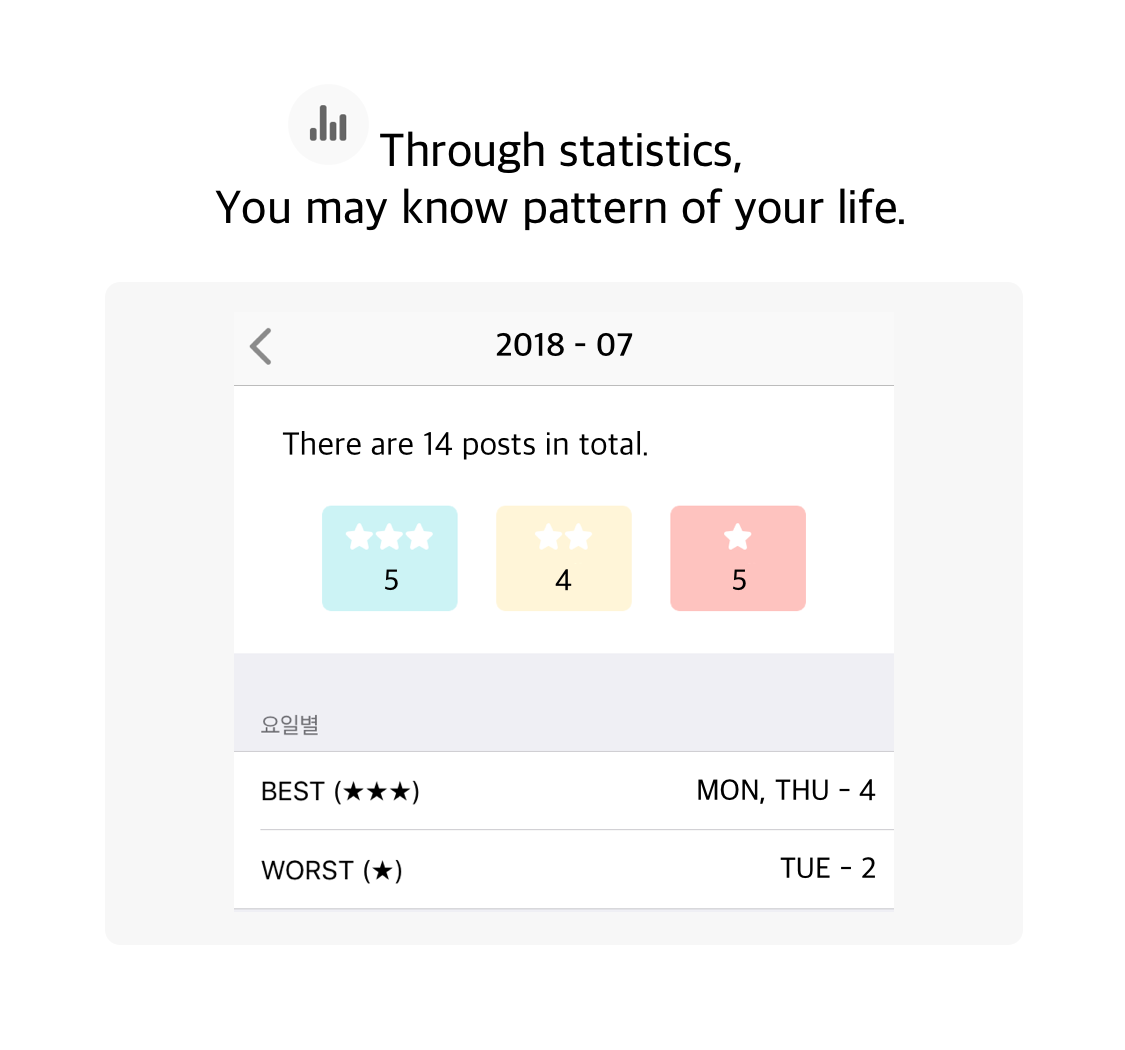 Through statistics,
You may know pattern of your life.
2018 - 07
There are 14 posts in total.
★★★ ★★ ★
5 4 5
요일별
BEST (★★★) MON, THU - 4
WORST (★) TUE - 2